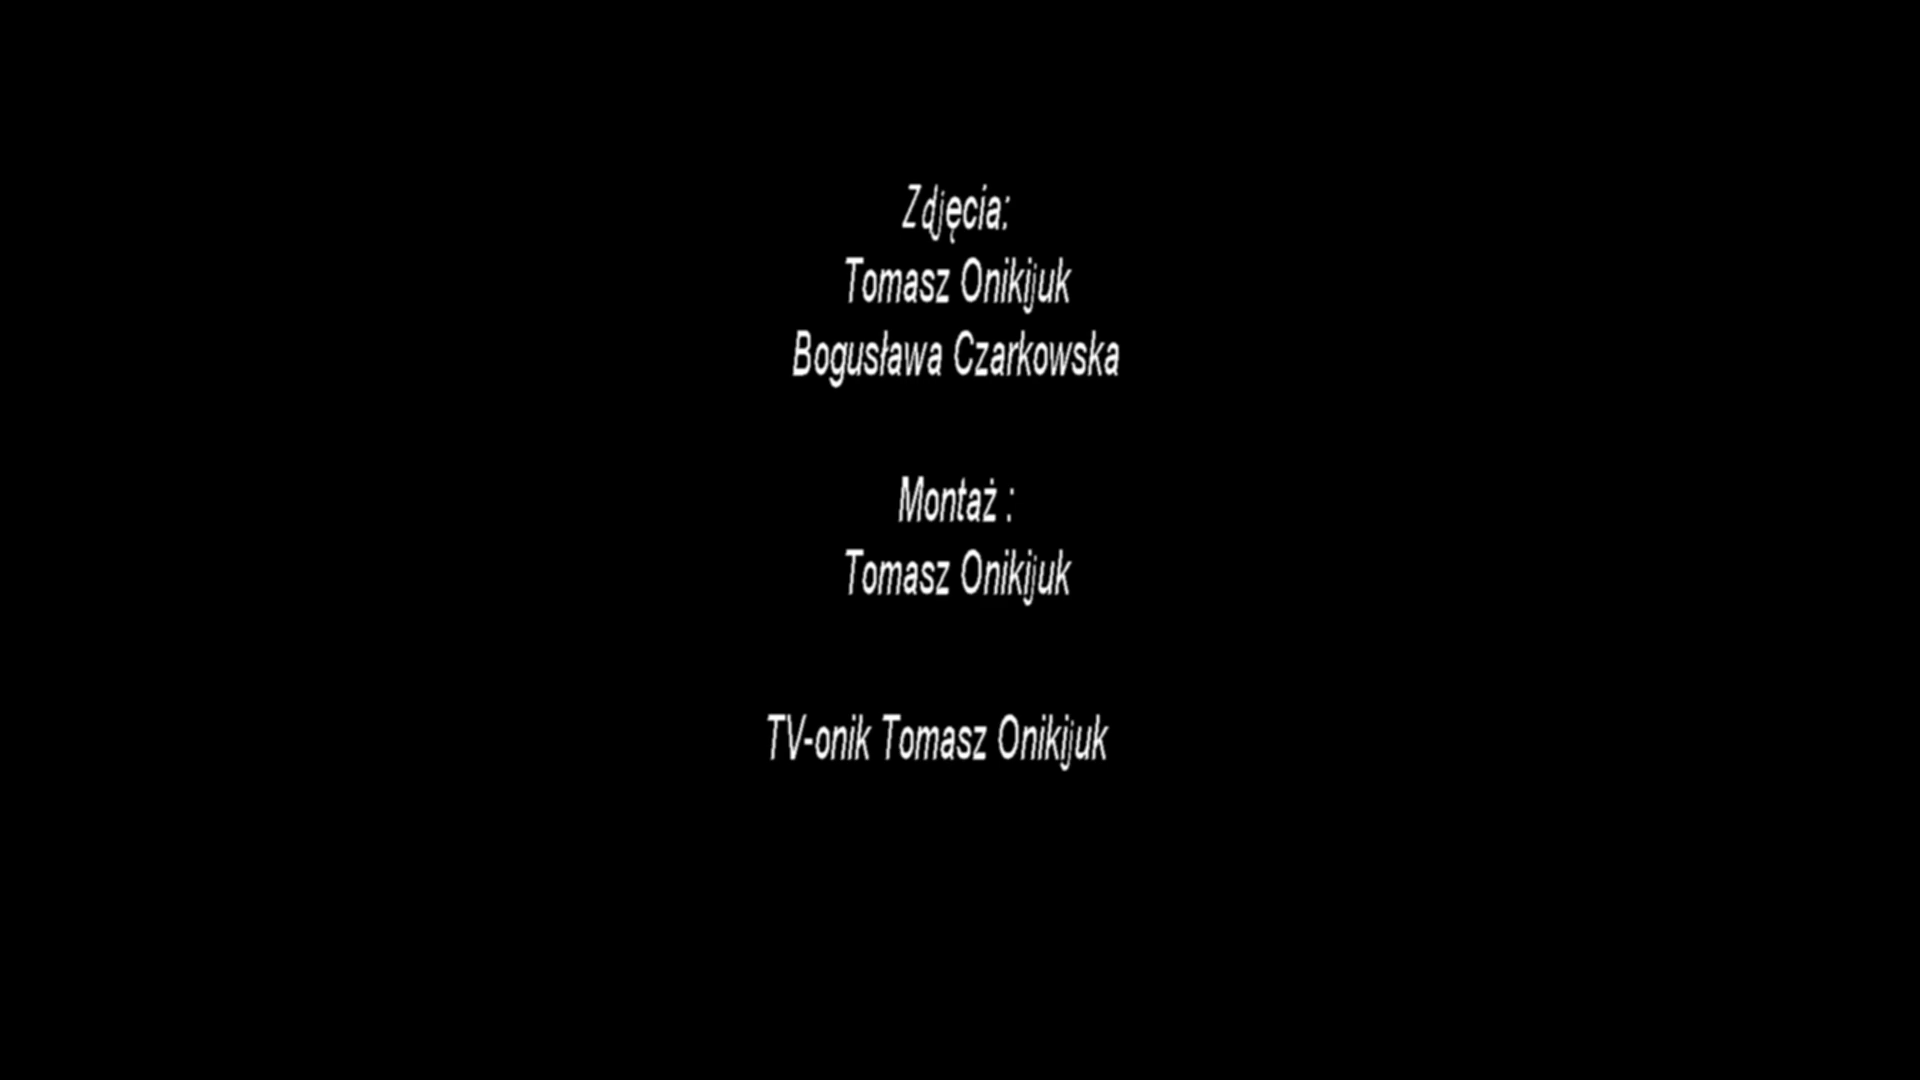 Zdjęcia:
Tomasz Onikijuk
Bogusława Czarkowska
Montaż :
Tomasz Onikijuk
TV-onik Tomasz Onikijuk